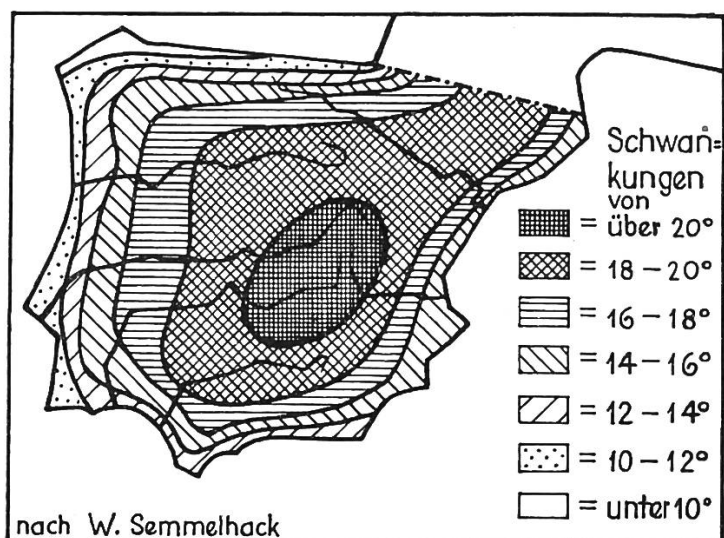 Schwan=
kungen
von
= über 20°
= 18 – 20°
= 16 – 18°
= 14 – 16°
= 12 – 14°
= 10 – 12°
= unter 10°
nach W. Semmelhack